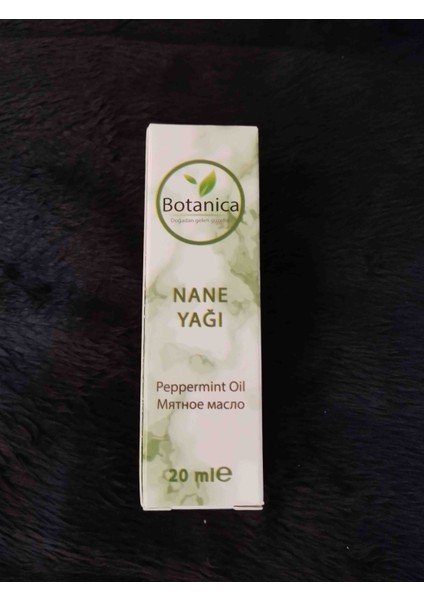 Botanica
NANE
YAĞI
Peppermint Oil
Мятное масло
20 ml℮